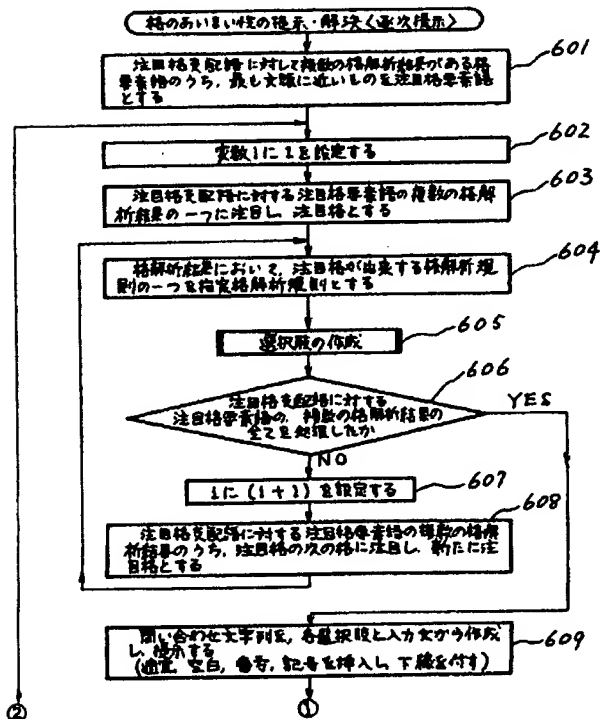 格のあいまい性の提示・解決〈逐次提示〉
注目格支配語に対して複数の格解析結果がある格
要素語のうち,最も文頭に近いものを注目格要素語
とする
601
変数iに1を設定する
602
注目格支配語に対する注目格要素語の複数の格解
析結果の一つに注目し,注目格とする
603
格解析結果において,注目格が出来する格解析規
則の一つを指定格解析規則とする
604
選択肢の作成
605
注目格支配語に対する
注目格要素語の,複数の格解析結果の
全てを処理したか
606
YES
NO
iに(i+1)を設定する
607
注目格支配語に対する注目格要素語の複数の格解
析結果のうち,注目格の次の格に注目し,新たに注
目格とする
608
問い合わせ文字列を,各選択肢と入力文から作成
し,提示する
(適宜,空白,番号,記号を挿入し,下線を付す)
609
②
①